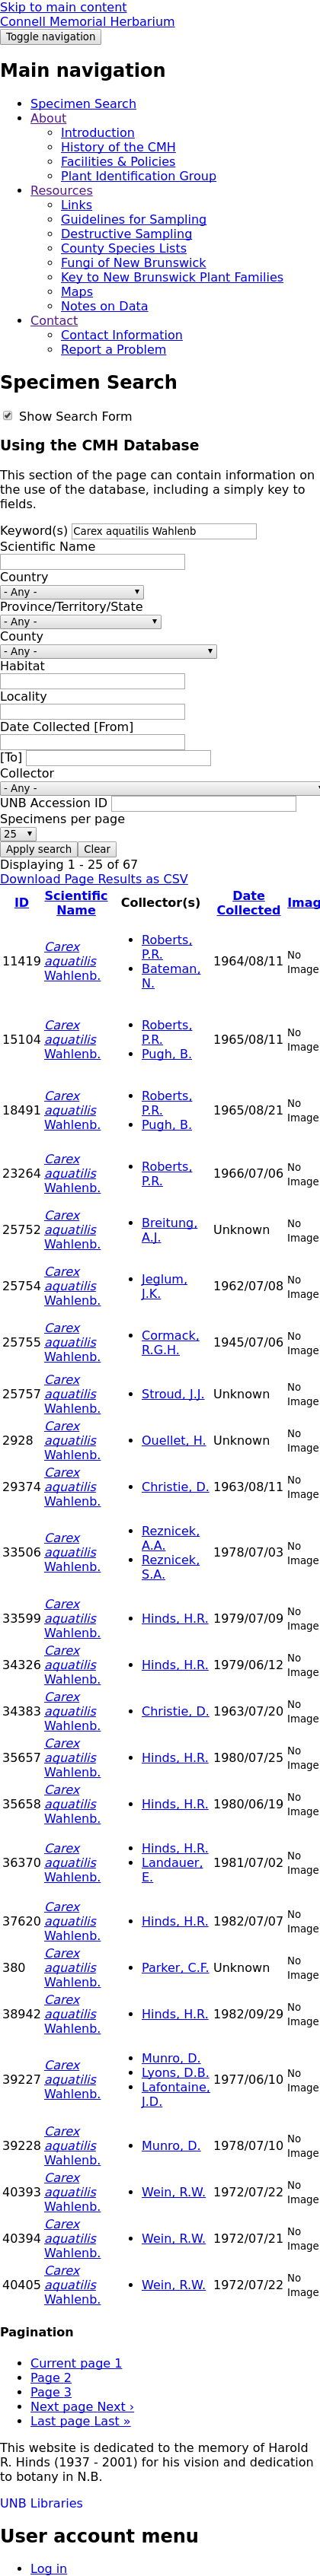 Skip to main content
Connell Memorial Herbarium
Toggle navigation
Main navigation
Specimen Search
About
Introduction
History of the CMH
Facilities & Policies
Plant Identification Group
Resources
Links
Guidelines for Sampling
Destructive Sampling
County Species Lists
Fungi of New Brunswick
Key to New Brunswick Plant Families
Maps
Notes on Data
Contact
Contact Information
Report a Problem
Specimen Search
Show Search Form
Using the CMH Database
This section of the page can contain information on
the use of the database, including a simply key to
fields.
Keyword(s) Carex aquatilis Wahlenb
Scientific Name
Country
- Any -
Province/Territory/State
- Any -
County
- Any -
Habitat
Locality
Date Collected [From]
[To]
Collector
- Any -
UNB Accession ID
Specimens per page
25
Apply search Clear
Displaying 1 - 25 of 67
Download Page Results as CSV
ID Scientific Name Collector(s) Date Collected Imag
11419 Carex aquatilis Wahlenb. Roberts, P.R. Bateman, N. 1964/08/11 No Image
15104 Carex aquatilis Wahlenb. Roberts, P.R. Pugh, B. 1965/08/11 No Image
18491 Carex aquatilis Wahlenb. Roberts, P.R. Pugh, B. 1965/08/21 No Image
23264 Carex aquatilis Wahlenb. Roberts, P.R. 1966/07/06 No Image
25752 Carex aquatilis Wahlenb. Breitung, A.J. Unknown No Image
25754 Carex aquatilis Wahlenb. Jeglum, J.K. 1962/07/08 No Image
25755 Carex aquatilis Wahlenb. Cormack, R.G.H. 1945/07/06 No Image
25757 Carex aquatilis Wahlenb. Stroud, J.J. Unknown No Image
2928 Carex aquatilis Wahlenb. Ouellet, H. Unknown No Image
29374 Carex aquatilis Wahlenb. Christie, D. 1963/08/11 No Image
33506 Carex aquatilis Wahlenb. Reznicek, A.A. Reznicek, S.A. 1978/07/03 No Image
33599 Carex aquatilis Wahlenb. Hinds, H.R. 1979/07/09 No Image
34326 Carex aquatilis Wahlenb. Hinds, H.R. 1979/06/12 No Image
34383 Carex aquatilis Wahlenb. Christie, D. 1963/07/20 No Image
35657 Carex aquatilis Wahlenb. Hinds, H.R. 1980/07/25 No Image
35658 Carex aquatilis Wahlenb. Hinds, H.R. 1980/06/19 No Image
36370 Carex aquatilis Wahlenb. Hinds, H.R. Landauer, E. 1981/07/02 No Image
37620 Carex aquatilis Wahlenb. Hinds, H.R. 1982/07/07 No Image
380 Carex aquatilis Wahlenb. Parker, C.F. Unknown No Image
38942 Carex aquatilis Wahlenb. Hinds, H.R. 1982/09/29 No Image
39227 Carex aquatilis Wahlenb. Munro, D. Lyons, D.B. Lafontaine, J.D. 1977/06/10 No Image
39228 Carex aquatilis Wahlenb. Munro, D. 1978/07/10 No Image
40393 Carex aquatilis Wahlenb. Wein, R.W. 1972/07/22 No Image
40394 Carex aquatilis Wahlenb. Wein, R.W. 1972/07/21 No Image
40405 Carex aquatilis Wahlenb. Wein, R.W. 1972/07/22 No Image
Pagination
Current page 1
Page 2
Page 3
Next page Next ›
Last page Last »
This website is dedicated to the memory of Harold
R. Hinds (1937 - 2001) for his vision and dedication
to botany in N.B.
UNB Libraries
User account menu
Log in